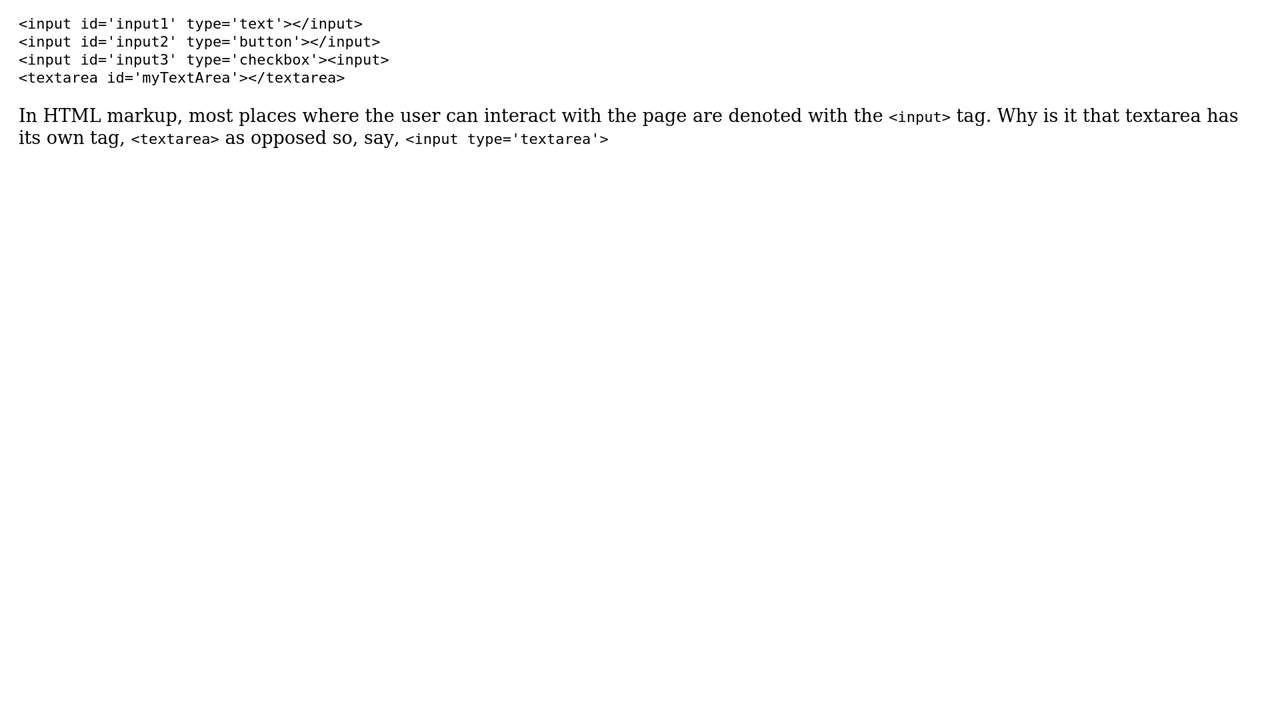 <input id='input1' type='text'></input>
<input id='input2' type='button'></input>
<input id='input3' type='checkbox'><input>
<textarea id='myTextArea'></textarea>
In HTML markup, most places where the user can interact with the page are denoted with the <input> tag. Why is it that textarea has
its own tag, <textarea> as opposed so, say, <input type='textarea'>